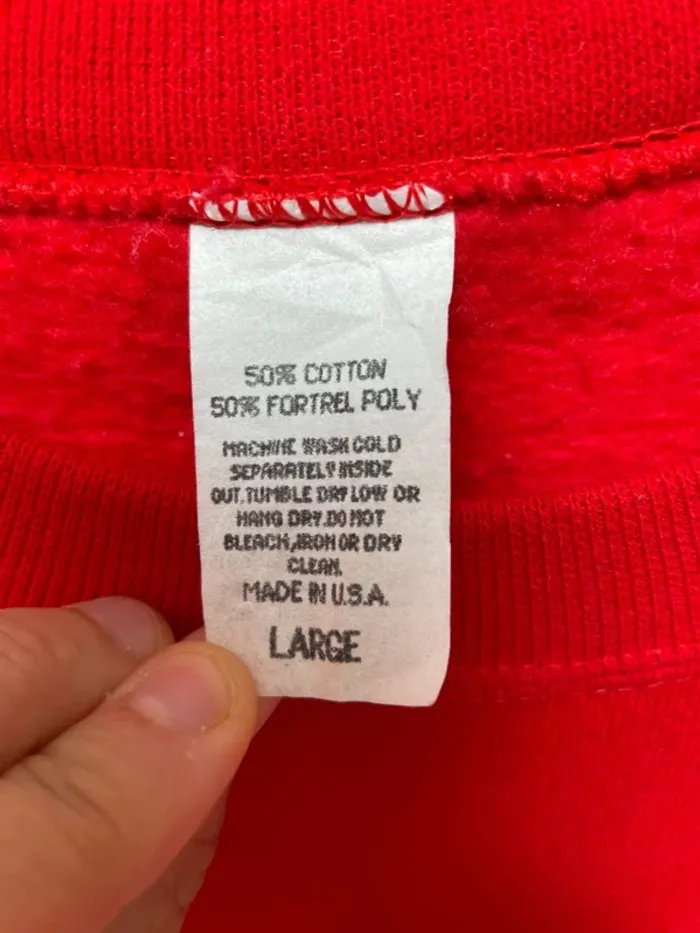 50% COTTON
50% FORTREL POLY
MACHINE WASK COLD
SEPARATELY INSIDE
OUT.TUMBLE DRY LOW OR
HANG DRY.DO NOT
BLEACH,IRON OR DRY
CLEAN.
MADE IN U.S.A.
LARGE